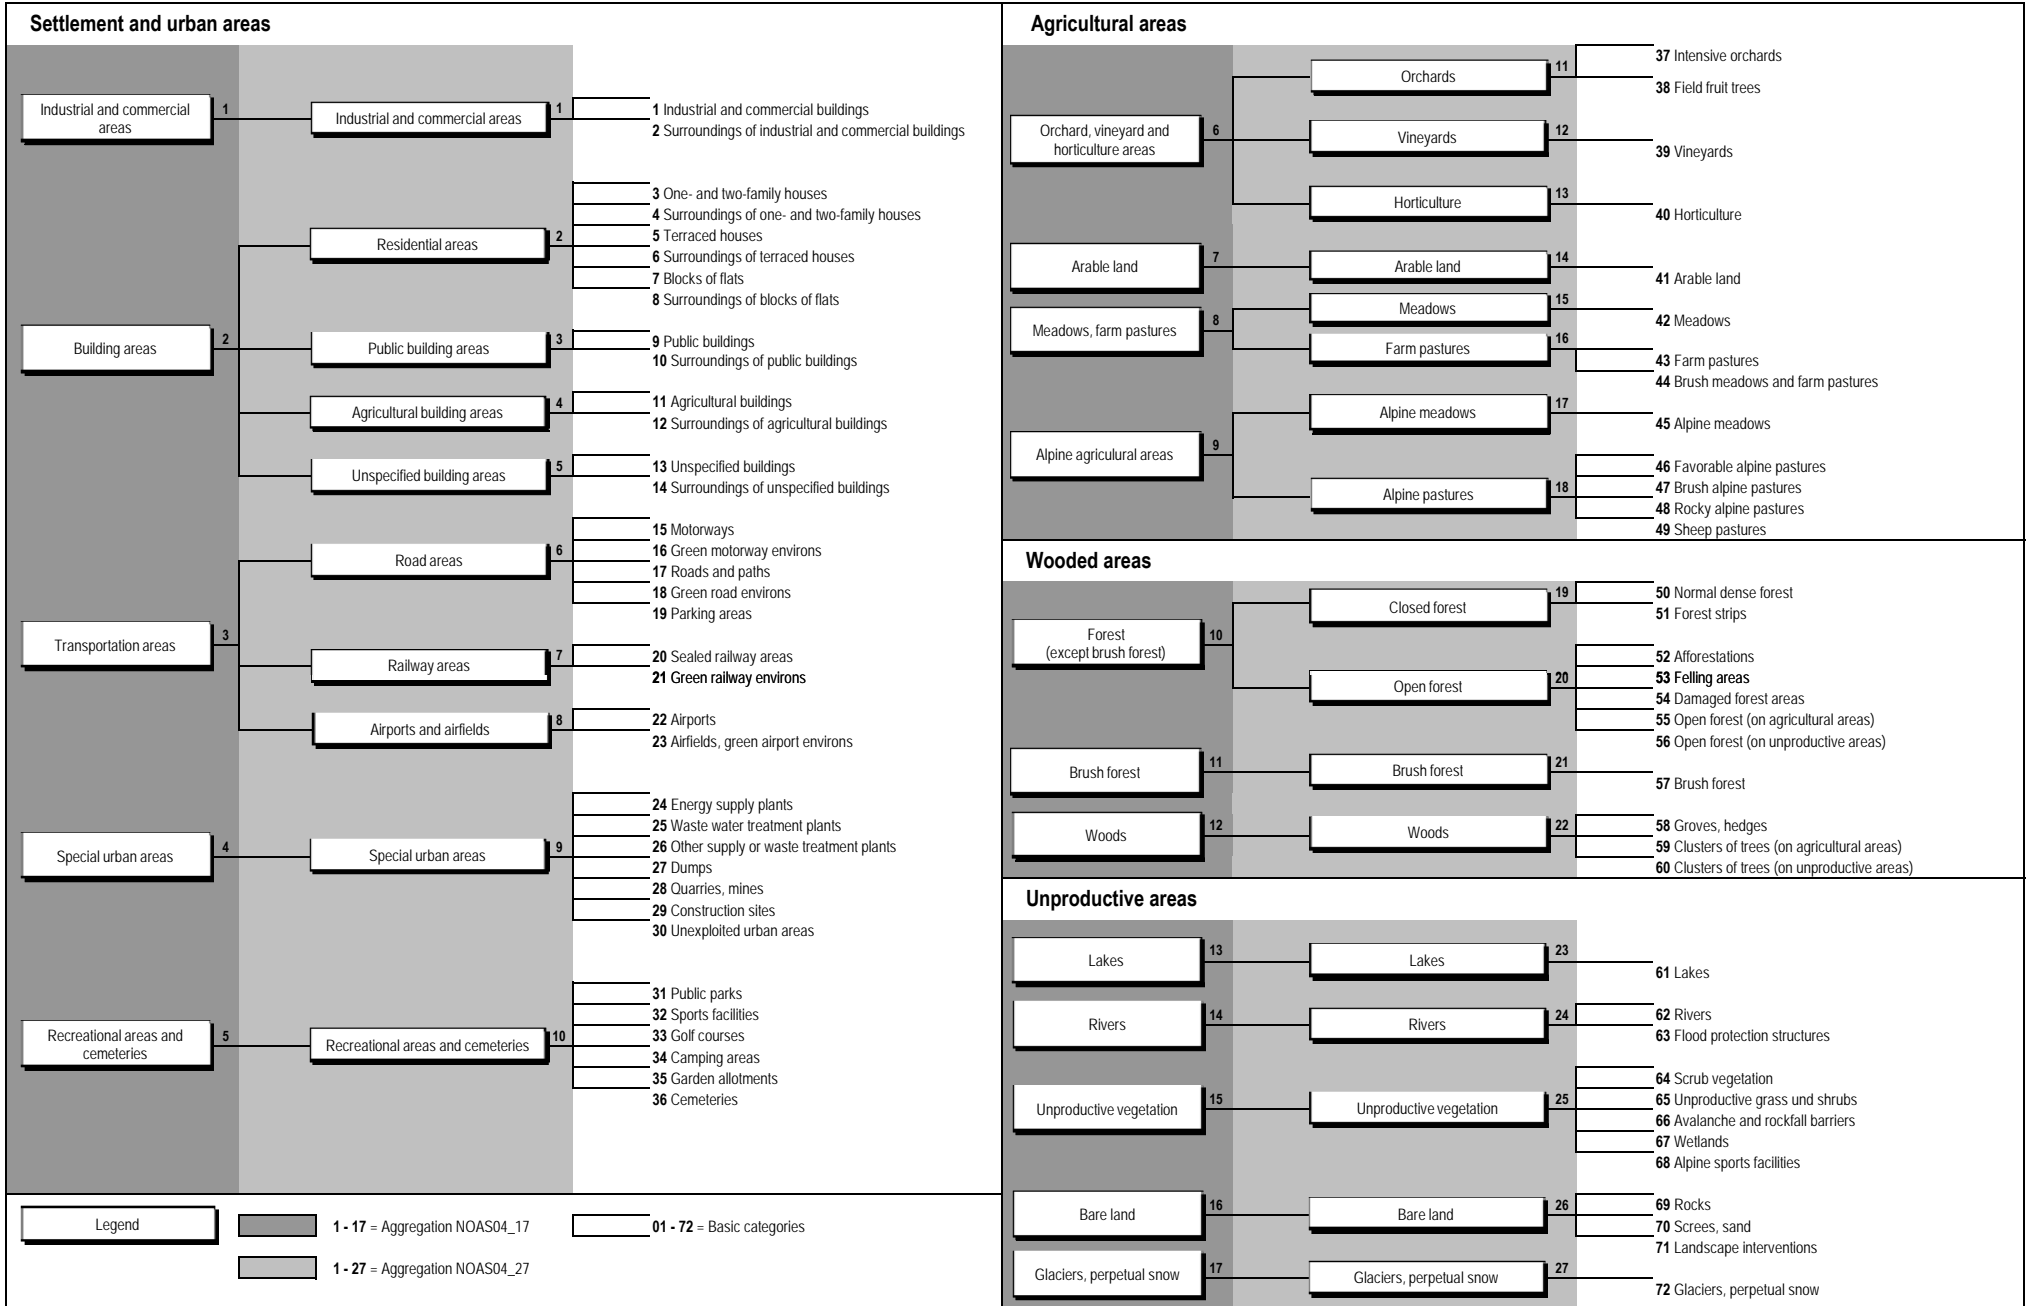 Settlement and urban areas
Industrial and commercial
areas
1
Industrial and commercial areas
1
1 Industrial and commercial buildings
2 Surroundings of industrial and commercial buildings
Building areas
2
Residential areas
2
3 One- and two-family houses
4 Surroundings of one- and two-family houses
5 Terraced houses
6 Surroundings of terraced houses
7 Blocks of flats
8 Surroundings of blocks of flats
Public building areas
3
9 Public buildings
10 Surroundings of public buildings
Agricultural building areas
4
11 Agricultural buildings
12 Surroundings of agricultural buildings
Unspecified building areas
5
13 Unspecified buildings
14 Surroundings of unspecified buildings
Transportation areas
3
Road areas
6
15 Motorways
16 Green motorway environs
17 Roads and paths
18 Green road environs
19 Parking areas
Railway areas
7
20 Sealed railway areas
21 Green railway environs
Airports and airfields
8
22 Airports
23 Airfields, green airport environs
Special urban areas
4
Special urban areas
9
24 Energy supply plants
25 Waste water treatment plants
26 Other supply or waste treatment plants
27 Dumps
28 Quarries, mines
29 Construction sites
30 Unexploited urban areas
Recreational areas and
cemeteries
5
Recreational areas and cemeteries
10
31 Public parks
32 Sports facilities
33 Golf courses
34 Camping areas
35 Garden allotments
36 Cemeteries
Legend
1 - 17 = Aggregation NOAS04_17
01 - 72 = Basic categories
1 - 27 = Aggregation NOAS04_27
Agricultural areas
Orchard, vineyard and
horticulture areas
6
Orchards
11
37 Intensive orchards
38 Field fruit trees
Vineyards
12
39 Vineyards
Horticulture
13
40 Horticulture
Arable land
7
Arable land
14
41 Arable land
Meadows, farm pastures
8
Meadows
15
42 Meadows
Farm pastures
16
43 Farm pastures
44 Brush meadows and farm pastures
Alpine agriculural areas
9
Alpine meadows
17
45 Alpine meadows
Alpine pastures
18
46 Favorable alpine pastures
47 Brush alpine pastures
48 Rocky alpine pastures
49 Sheep pastures
Wooded areas
Forest
(except brush forest)
10
Closed forest
19
50 Normal dense forest
51 Forest strips
Open forest
20
52 Afforestations
53 Felling areas
54 Damaged forest areas
55 Open forest (on agricultural areas)
56 Open forest (on unproductive areas)
Brush forest
11
Brush forest
21
57 Brush forest
Woods
12
Woods
22
58 Groves, hedges
59 Clusters of trees (on agricultural areas)
60 Clusters of trees (on unproductive areas)
Unproductive areas
Lakes
13
Lakes
23
61 Lakes
Rivers
14
Rivers
24
62 Rivers
63 Flood protection structures
Unproductive vegetation
15
Unproductive vegetation
25
64 Scrub vegetation
65 Unproductive grass und shrubs
66 Avalanche and rockfall barriers
67 Wetlands
68 Alpine sports facilities
Bare land
16
Bare land
26
69 Rocks
70 Screes, sand
71 Landscape interventions
Glaciers, perpetual snow
17
Glaciers, perpetual snow
27
72 Glaciers, perpetual snow